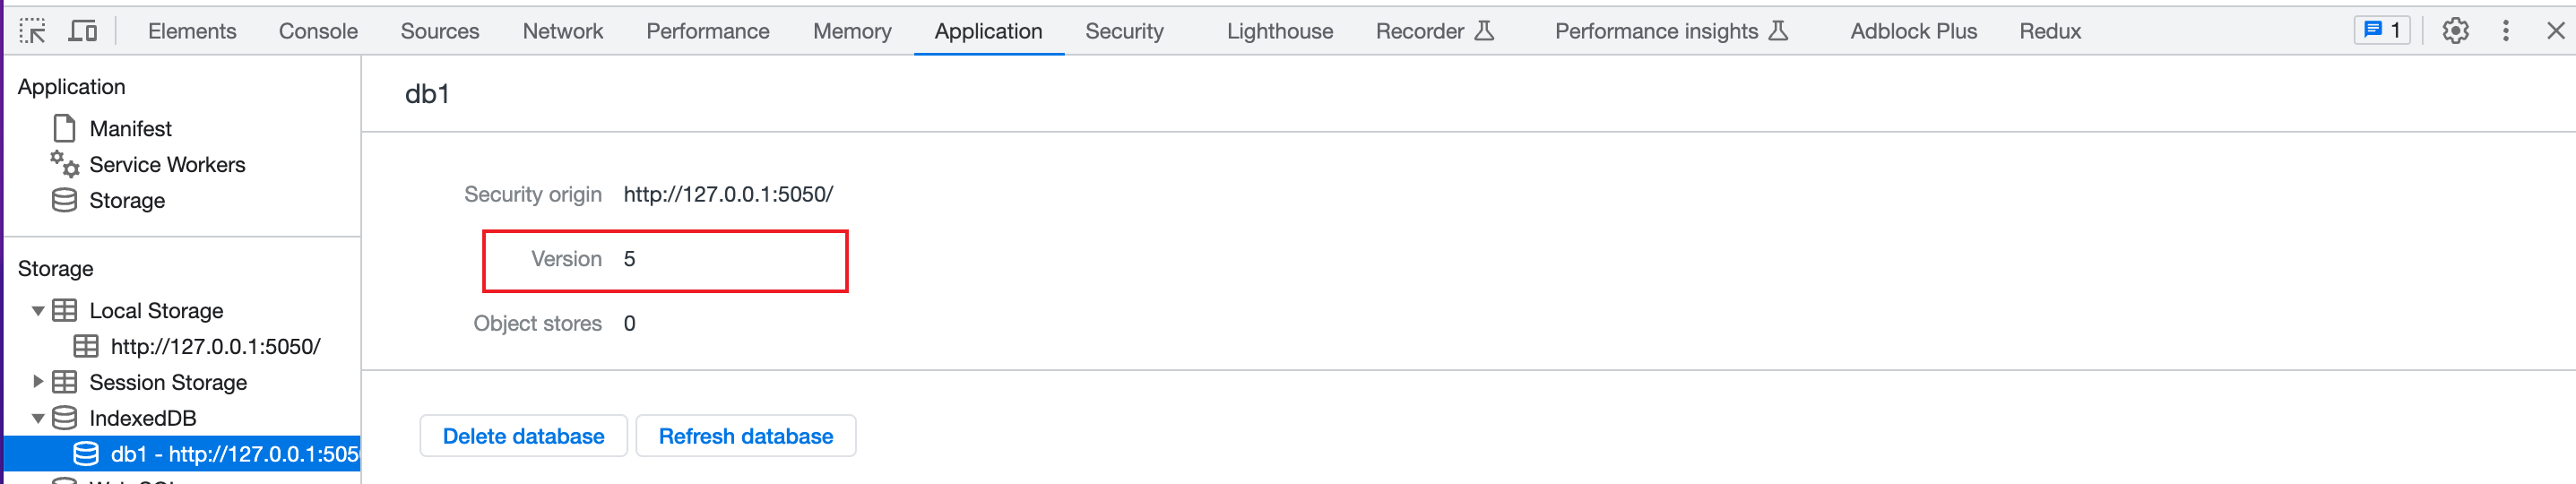 Elements Console Sources Network Performance Memory Application Security Lighthouse Recorder Performance insights Adblock Plus Redux 1
Application
Manifest
Service Workers
Storage
Storage
Local Storage
http://127.0.0.1:5050/
Session Storage
IndexedDB
db1 - http://127.0.0.1:505
db1
Security origin http://127.0.0.1:5050/
Version 5
Object stores 0
Delete database Refresh database